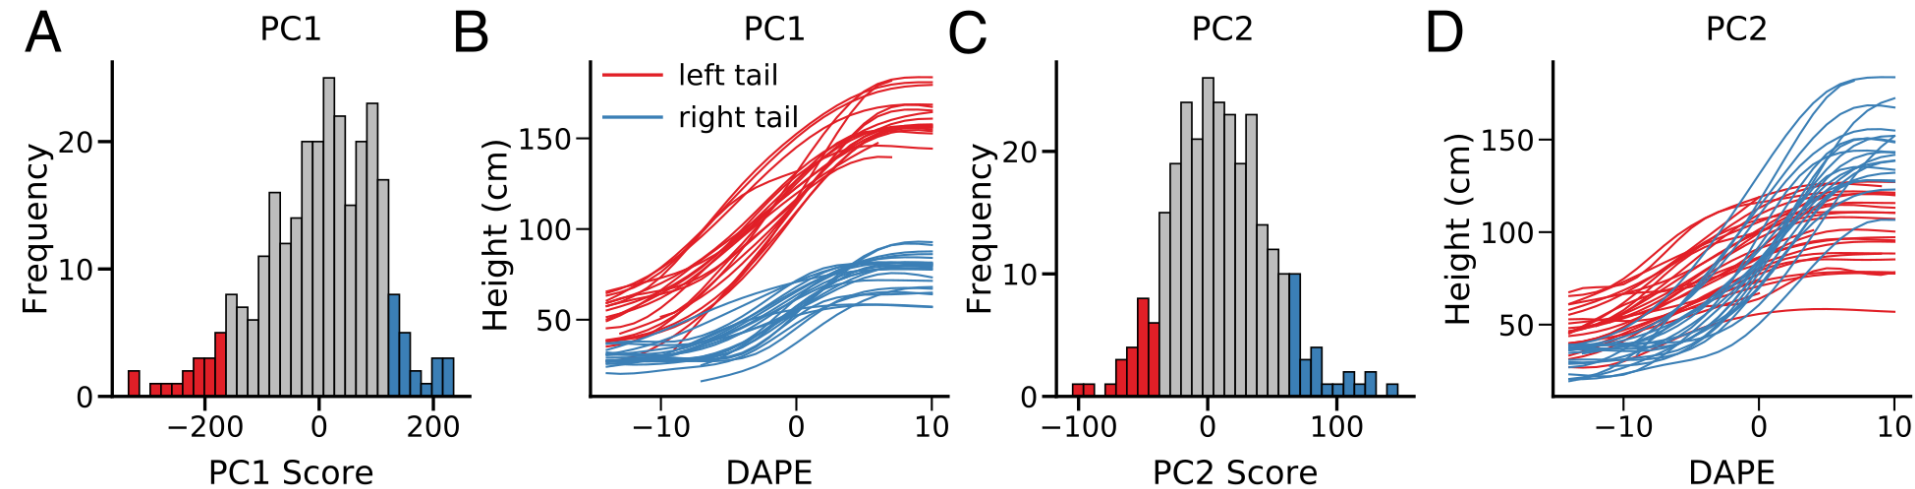 A
PC1
Frequency
20
10
0
−200
0
200
PC1 Score
B
PC1
left tail
right tail
Height (cm)
150
100
50
−10
0
10
DAPE
C
PC2
Frequency
20
10
0
−100
0
100
PC2 Score
D
PC2
Height (cm)
150
100
50
−10
0
10
DAPE